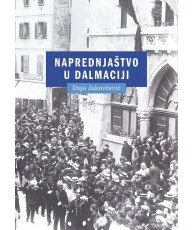 NAPREDNJAŠTVO
U DALMACIJI
Duje Jakovčević